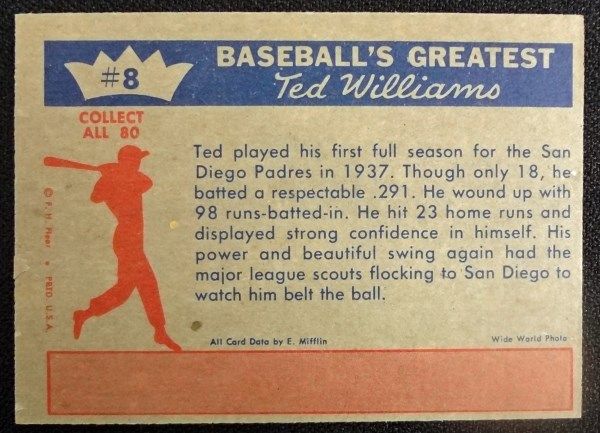 #8
BASEBALL'S GREATEST
Ted Williams
COLLECT
ALL 80
Ted played his first full season for the San
Diego Padres in 1937. Though only 18, he
batted a respectable .291. He wound up with
98 runs-batted-in. He hit 23 home runs and
displayed strong confidence in himself. His
power and beautiful swing again had the
major league scouts flocking to San Diego to
watch him belt the ball.
© F. H. Fleer • PRTD U.S.A.
All Card Data by E. Mifflin
Wide World Photo